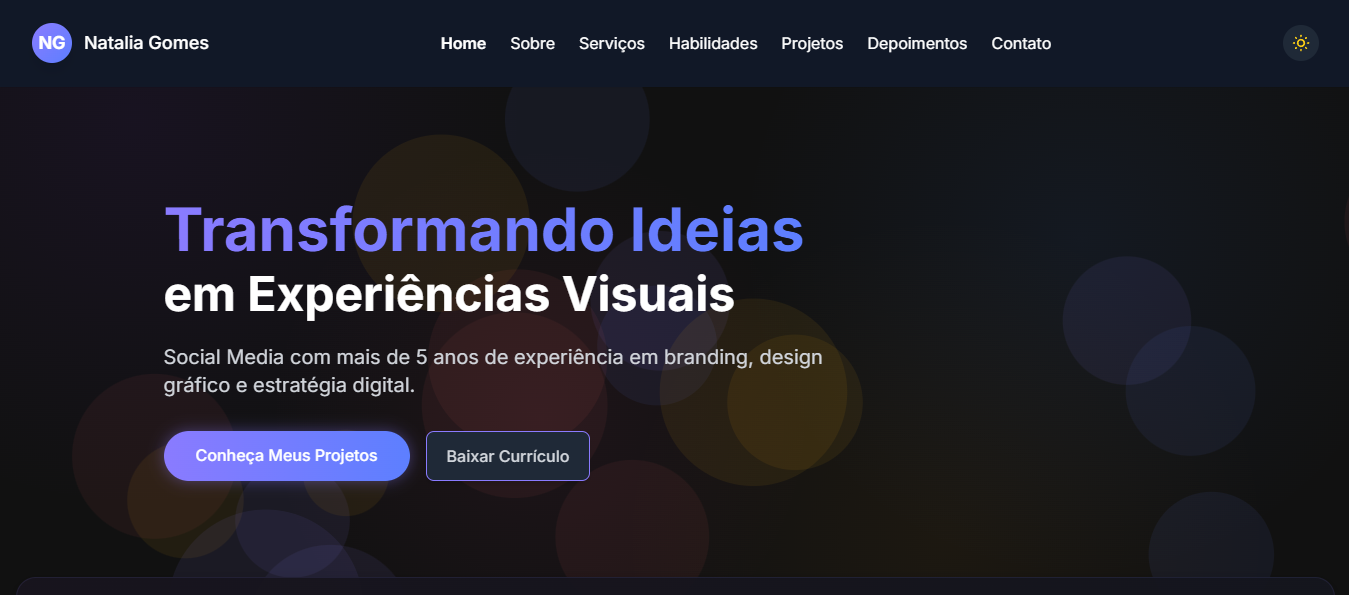 NG Natalia Gomes
Home Sobre Serviços Habilidades Projetos Depoimentos Contato
Transformando Ideias
em Experiências Visuais
Social Media com mais de 5 anos de experiência em branding, design
gráfico e estratégia digital.
Conheça Meus Projetos
Baixar Currículo